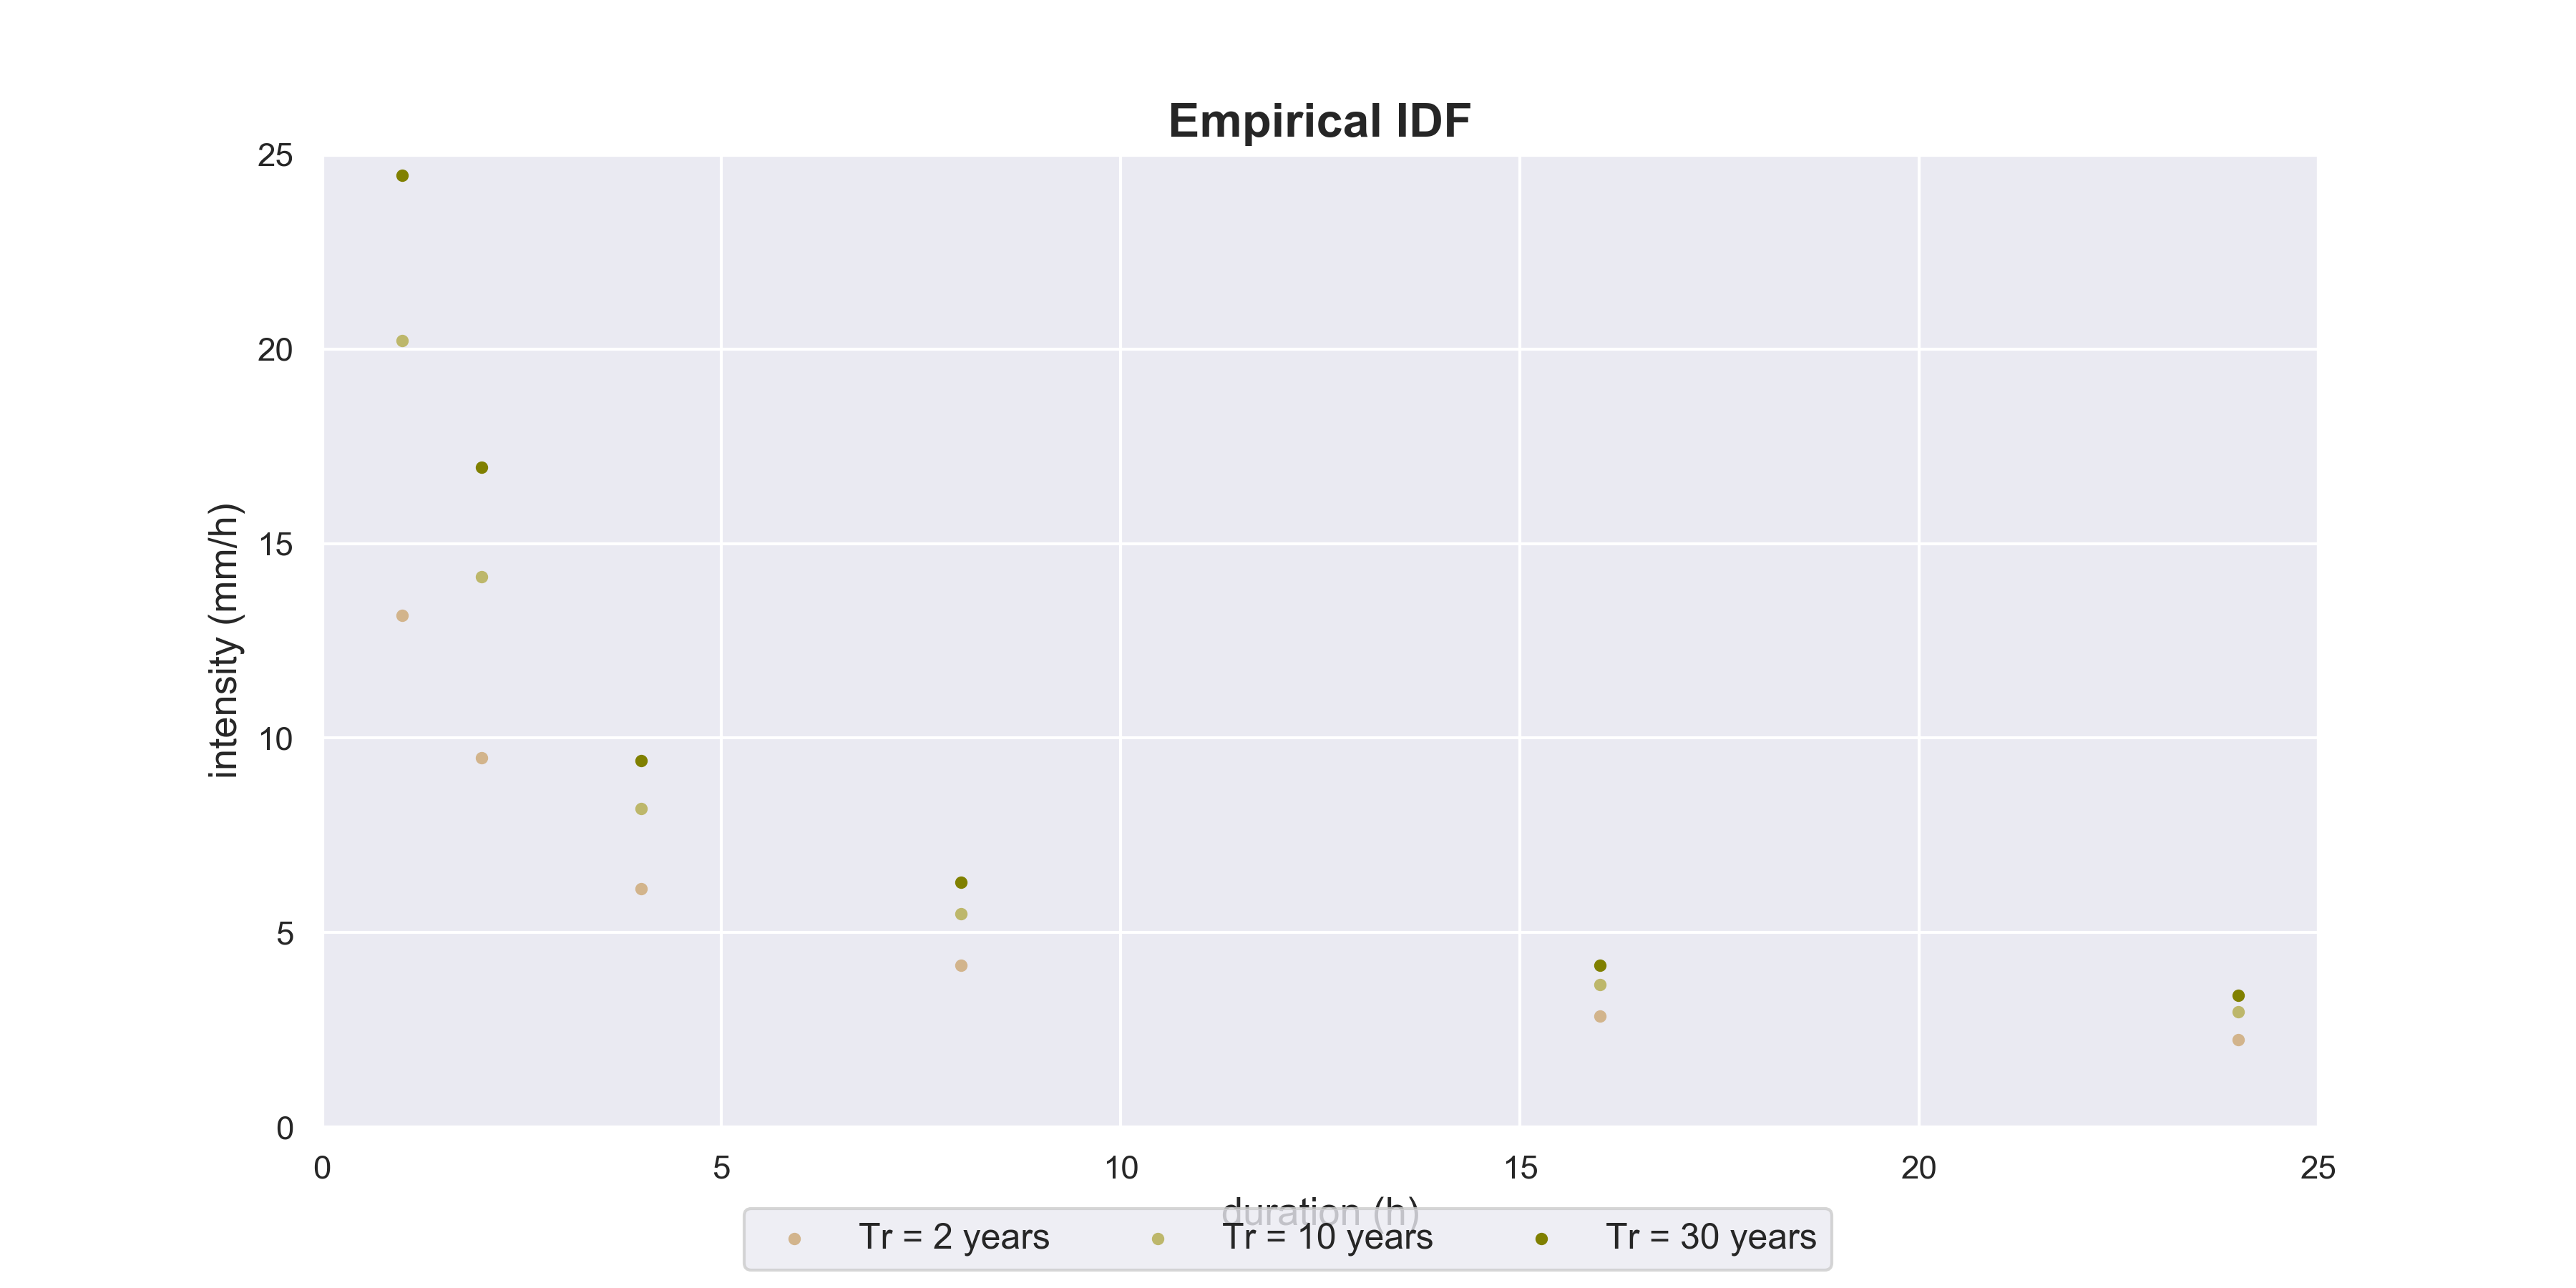 Empirical IDF
25
20
15
10
5
0
intensity (mm/h)
0 5 10 15 20 25
duration (h)
Tr = 2 years Tr = 10 years Tr = 30 years